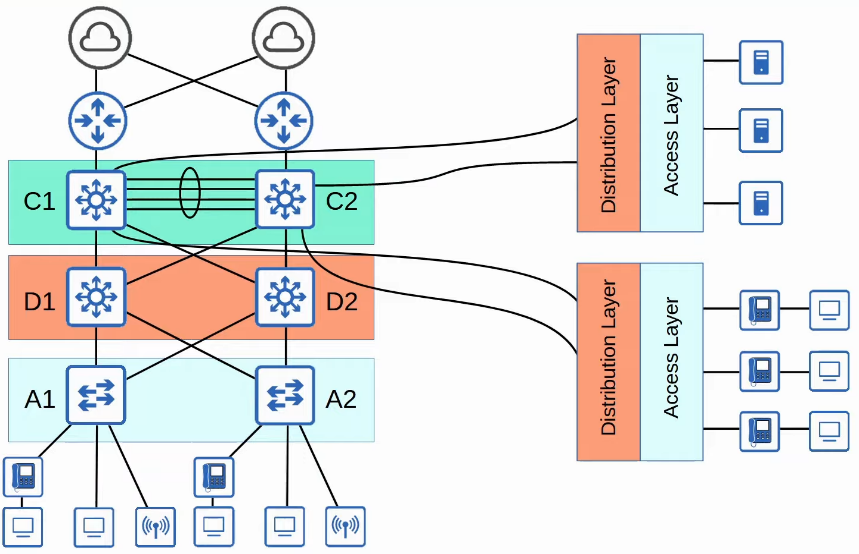 C1
C2
D1
D2
A1
A2
Distribution Layer
Access Layer
Distribution Layer
Access Layer